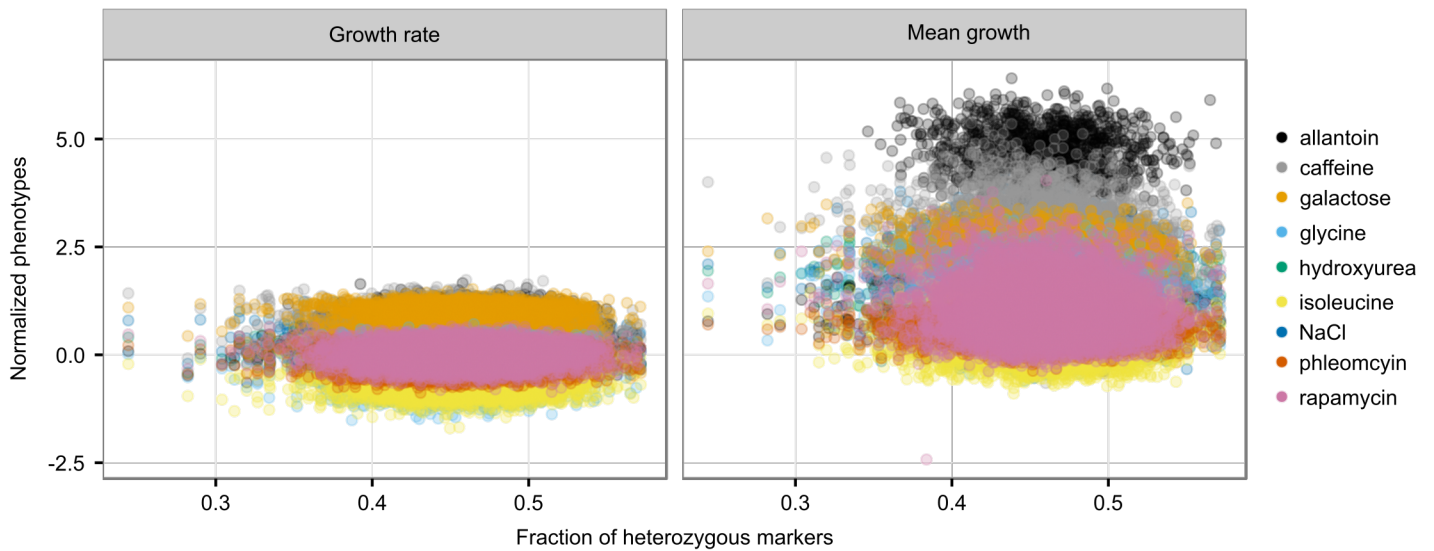 Growth rate
Mean growth
Normalized phenotypes
5.0
2.5
0.0
-2.5
0.3
0.4
0.5
0.3
0.4
0.5
Fraction of heterozygous markers
allantoin
caffeine
galactose
glycine
hydroxyurea
isoleucine
NaCl
phleomcyin
rapamycin